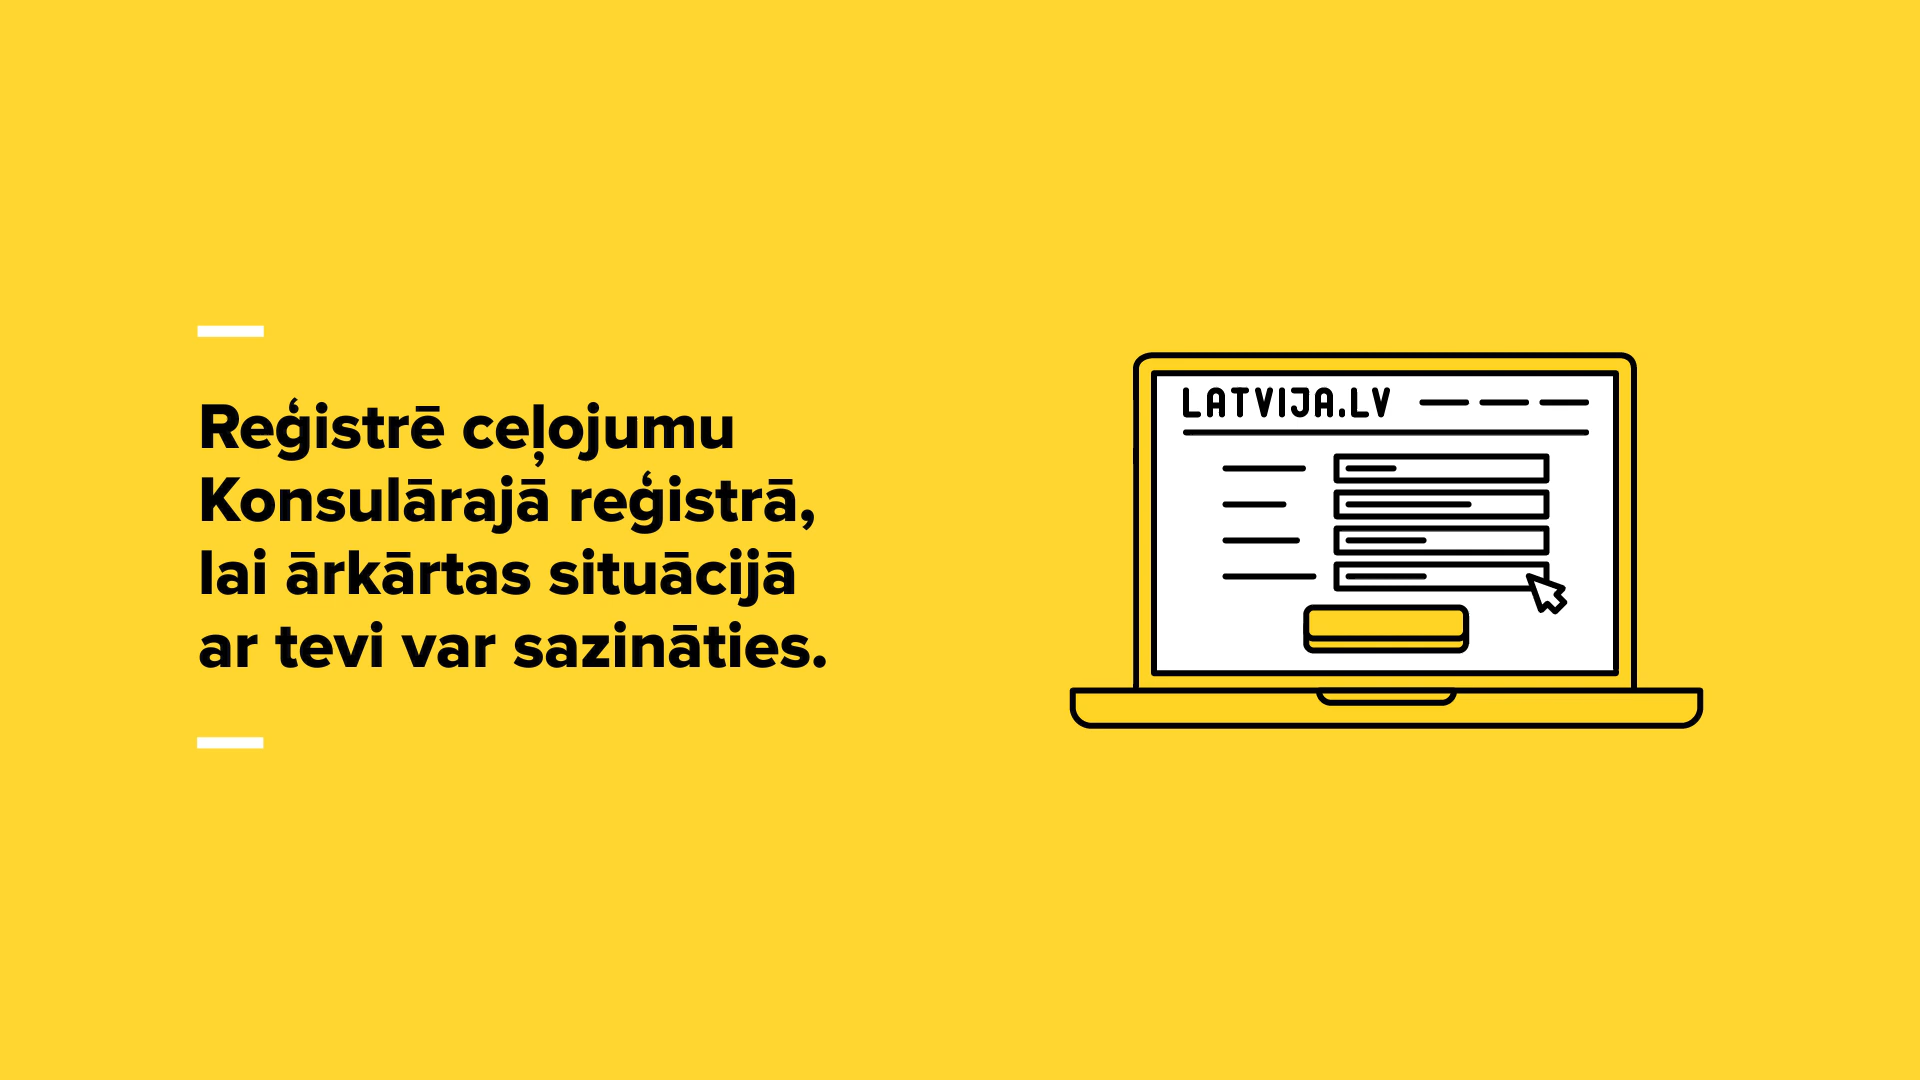 Reģistrē ceļojumu
Konsulārajā reģistrā,
lai ārkārtas situācijā
ar tevi var sazināties.
LATVIJA.LV